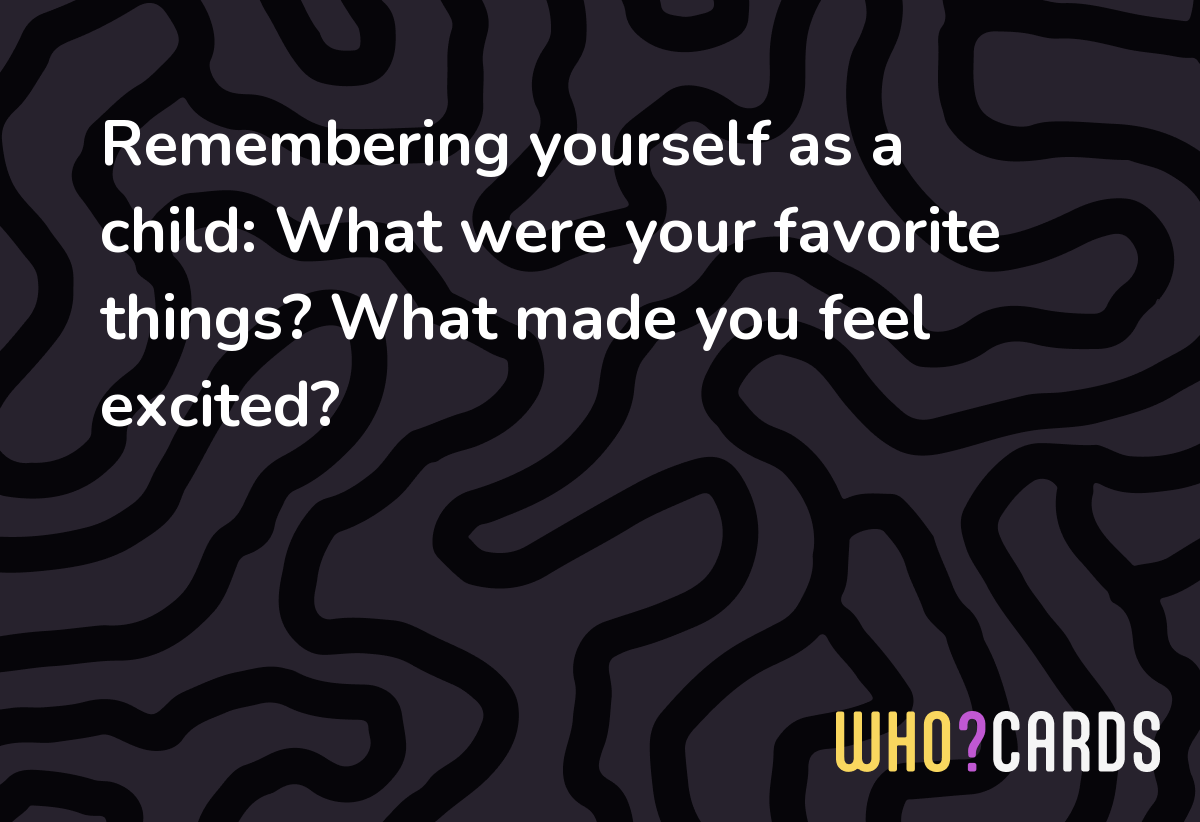 Remembering yourself as a
child: What were your favorite
things? What made you feel
excited?
WHO?CARDS